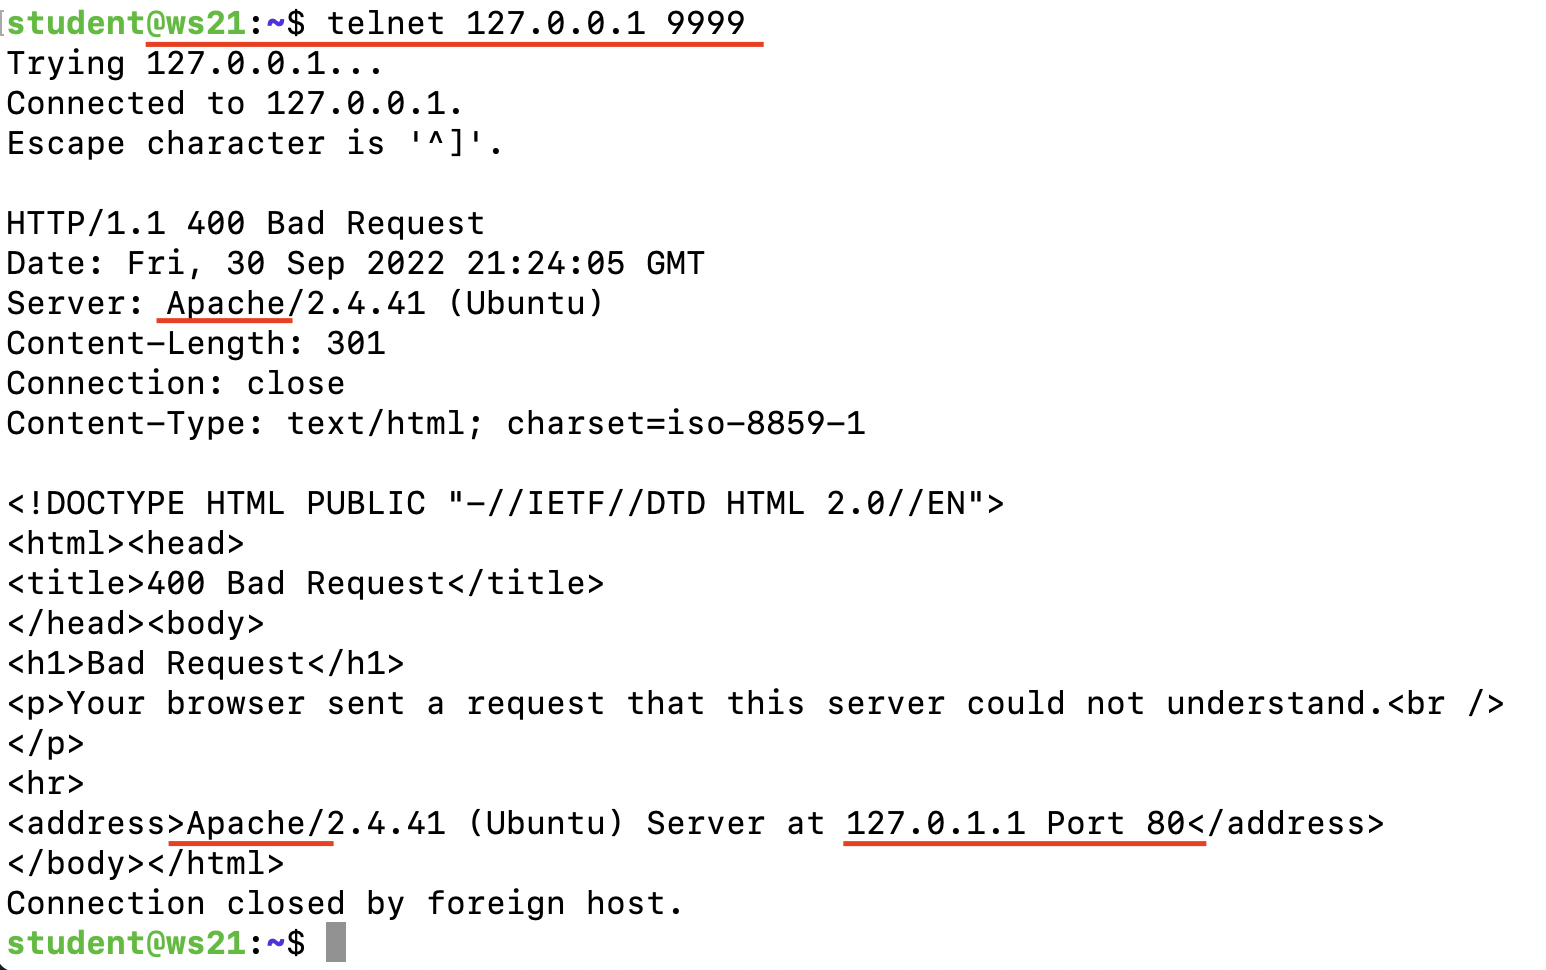 student@ws21:~$ telnet 127.0.0.1 9999
Trying 127.0.0.1...
Connected to 127.0.0.1.
Escape character is '^]'.
HTTP/1.1 400 Bad Request
Date: Fri, 30 Sep 2022 21:24:05 GMT
Server: Apache/2.4.41 (Ubuntu)
Content-Length: 301
Connection: close
Content-Type: text/html; charset=iso-8859-1
<!DOCTYPE HTML PUBLIC "-//IETF//DTD HTML 2.0//EN">
<html><head>
<title>400 Bad Request</title>
</head><body>
<h1>Bad Request</h1>
<p>Your browser sent a request that this server could not understand.<br />
</p>
<hr>
<address>Apache/2.4.41 (Ubuntu) Server at 127.0.1.1 Port 80</address>
</body></html>
Connection closed by foreign host.
student@ws21:~$